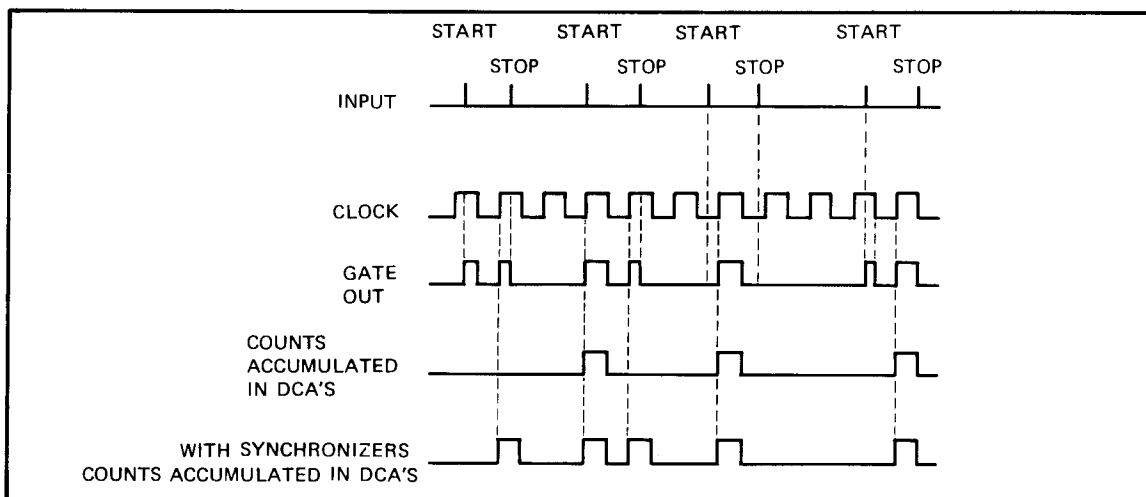 START START START START
STOP STOP STOP STOP
INPUT
CLOCK
GATE
OUT
COUNTS
ACCUMULATED
IN DCA'S
WITH SYNCHRONIZERS
COUNTS ACCUMULATED IN DCA'S